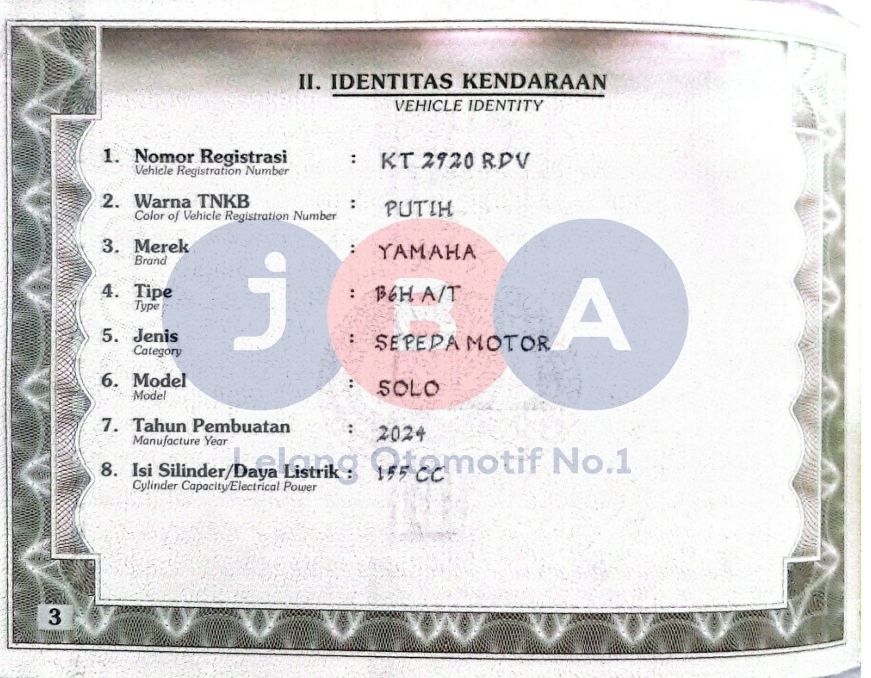 II. IDENTITAS KENDARAAN
VEHICLE IDENTITY
1. Nomor Registrasi : KT 2920 RDV
Vehicle Registration Number
2. Warna TNKB : PUTIH
Color of Vehicle Registration Number
3. Merek : YAMAHA
Brand
4. Tipe : B6H A/T
Type
5. Jenis : SEPEDA MOTOR
Category
6. Model : SOLO
Model
7. Tahun Pembuatan : 2024
Manufacture Year
8. Isi Silinder/Daya Listrik : 155 CC
Cylinder Capacity/Electrical Power
JBA
Lelang Otomotif No.1
3